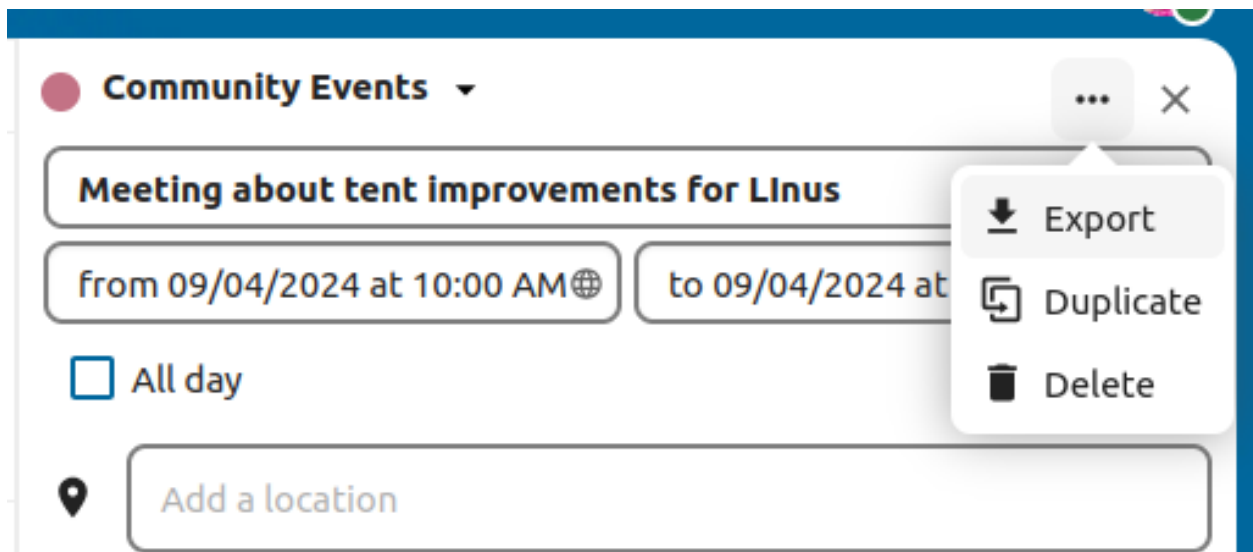 Community Events
Meeting about tent improvements for LInus
from 09/04/2024 at 10:00 AM
to 09/04/2024 at
Export
Duplicate
Delete
All day
Add a location